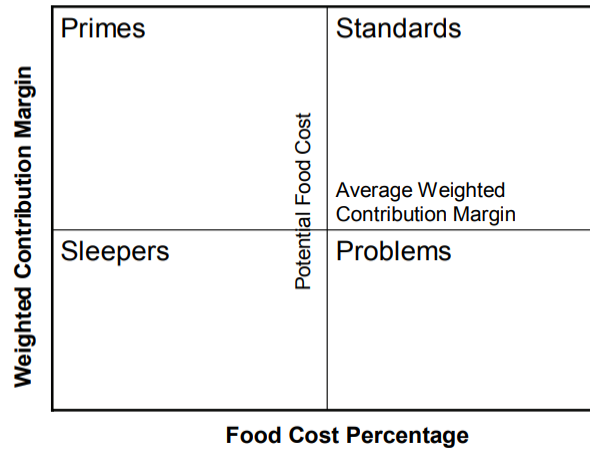 Primes
Standards
Weighted Contribution Margin
Potential Food Cost
Average Weighted
Contribution Margin
Sleepers
Problems
Food Cost Percentage